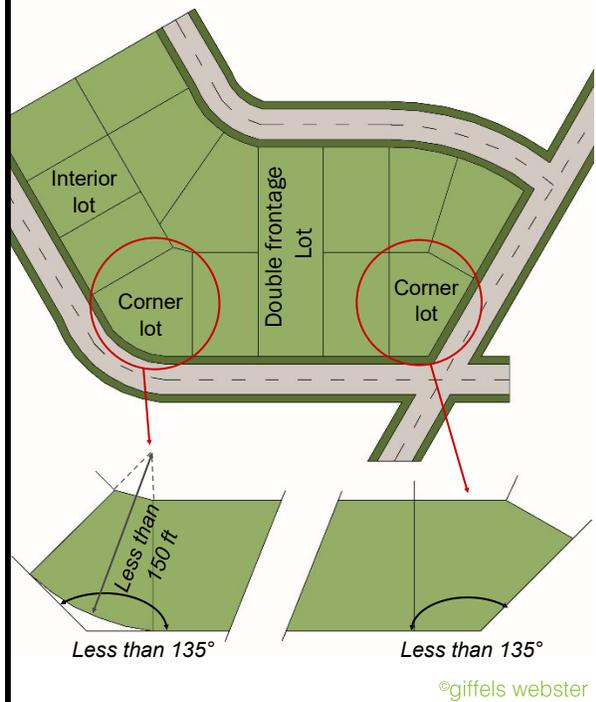 Interior
lot
Double frontage
Lot
Corner
lot
Corner
lot
Less than
150 ft
Less than 135°
Less than 135°
©giffels webster